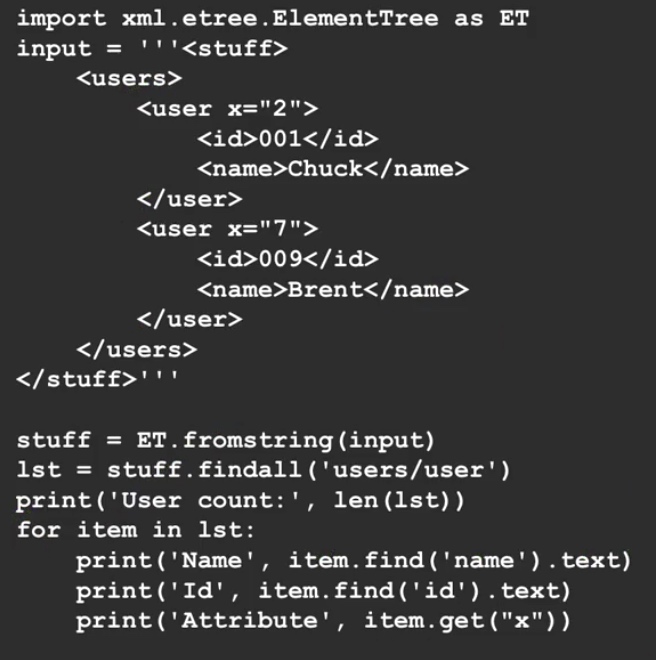 import xml.etree.ElementTree as ET
input = '''<stuff>
    <users>
        <user x="2">
            <id>001</id>
            <name>Chuck</name>
        </user>
        <user x="7">
            <id>009</id>
            <name>Brent</name>
        </user>
    </users>
</stuff>'''

stuff = ET.fromstring(input)
lst = stuff.findall('users/user')
print('User count:', len(lst))
for item in lst:
    print('Name', item.find('name').text)
    print('Id', item.find('id').text)
    print('Attribute', item.get("x"))